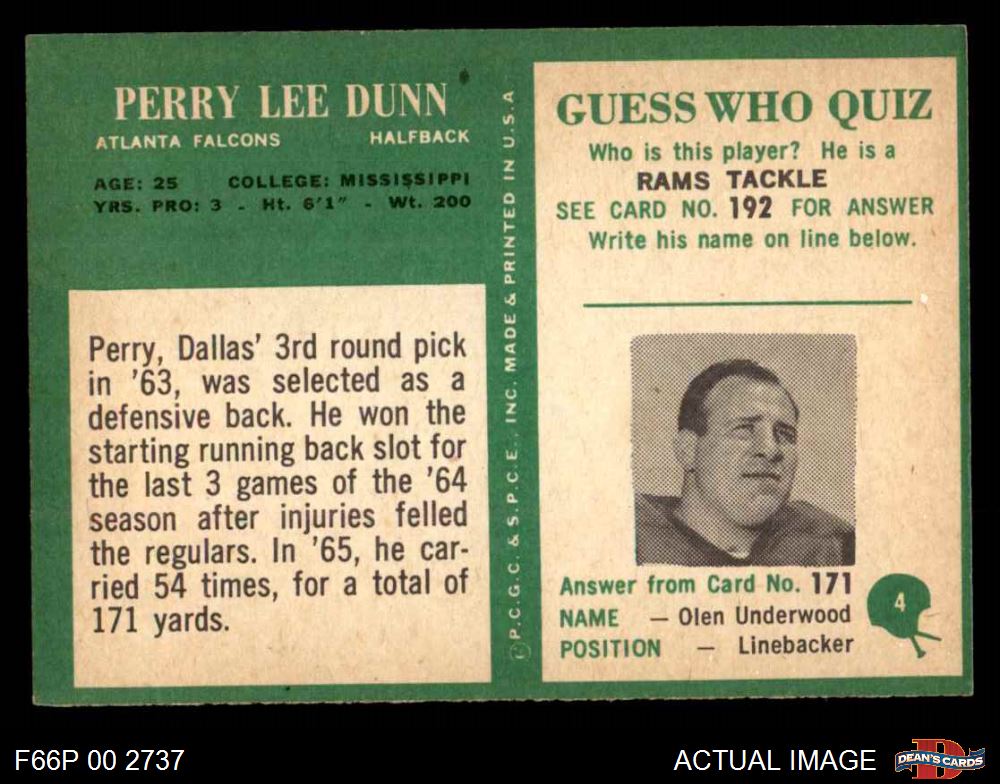 PERRY LEE DUNN
ATLANTA FALCONS HALFBACK
AGE: 25 COLLEGE: MISSISSIPPI
YRS. PRO: 3 - Ht. 6'1" - Wt. 200
Perry, Dallas' 3rd round pick
in '63, was selected as a
defensive back. He won the
starting running back slot for
the last 3 games of the '64
season after injuries felled
the regulars. In '65, he car-
ried 54 times, for a total of
171 yards.
©P.C.G.C. & S.P.C.E., INC. MADE & PRINTED IN U.S.A
GUESS WHO QUIZ
Who is this player? He is a
RAMS TACKLE
SEE CARD NO. 192 FOR ANSWER
Write his name on line below.
Answer from Card No. 171
NAME — Olen Underwood
POSITION — Linebacker
4
F66P 00 2737
ACTUAL IMAGE
D
DEAN'S CARDS